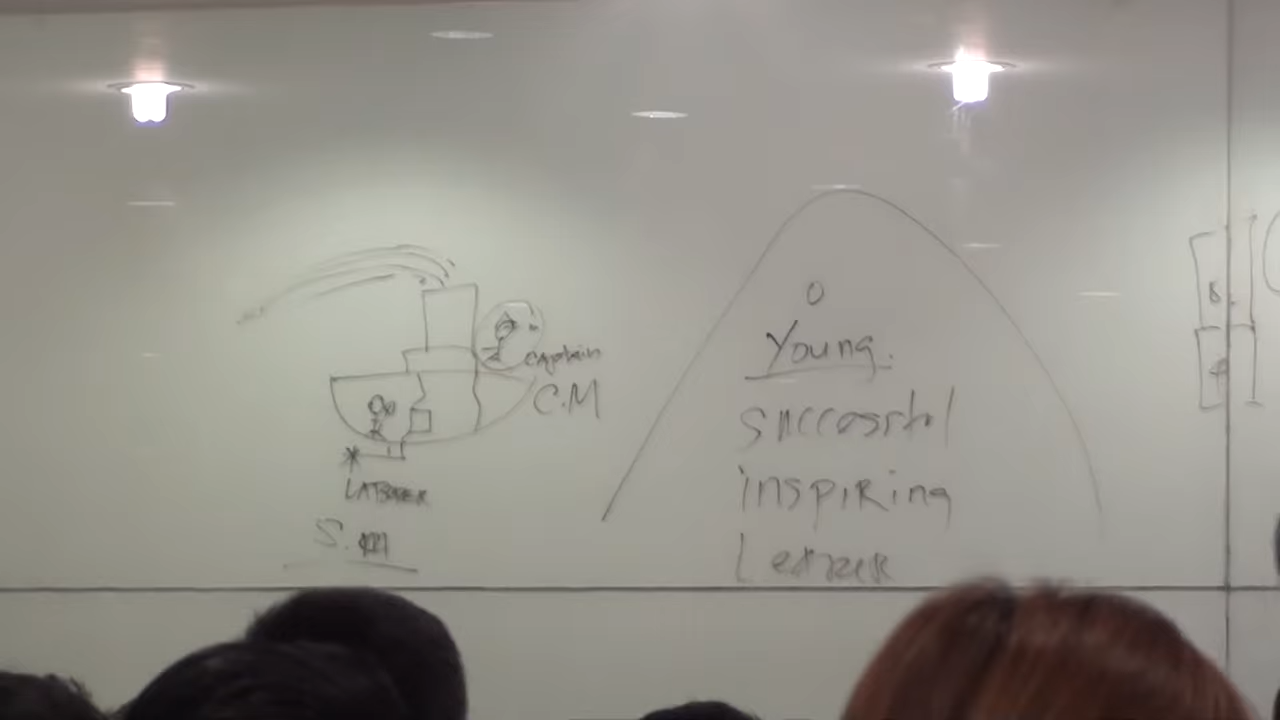 captain
C.M
LABORER
S.M
Young.
Successful
inspiring
Leader